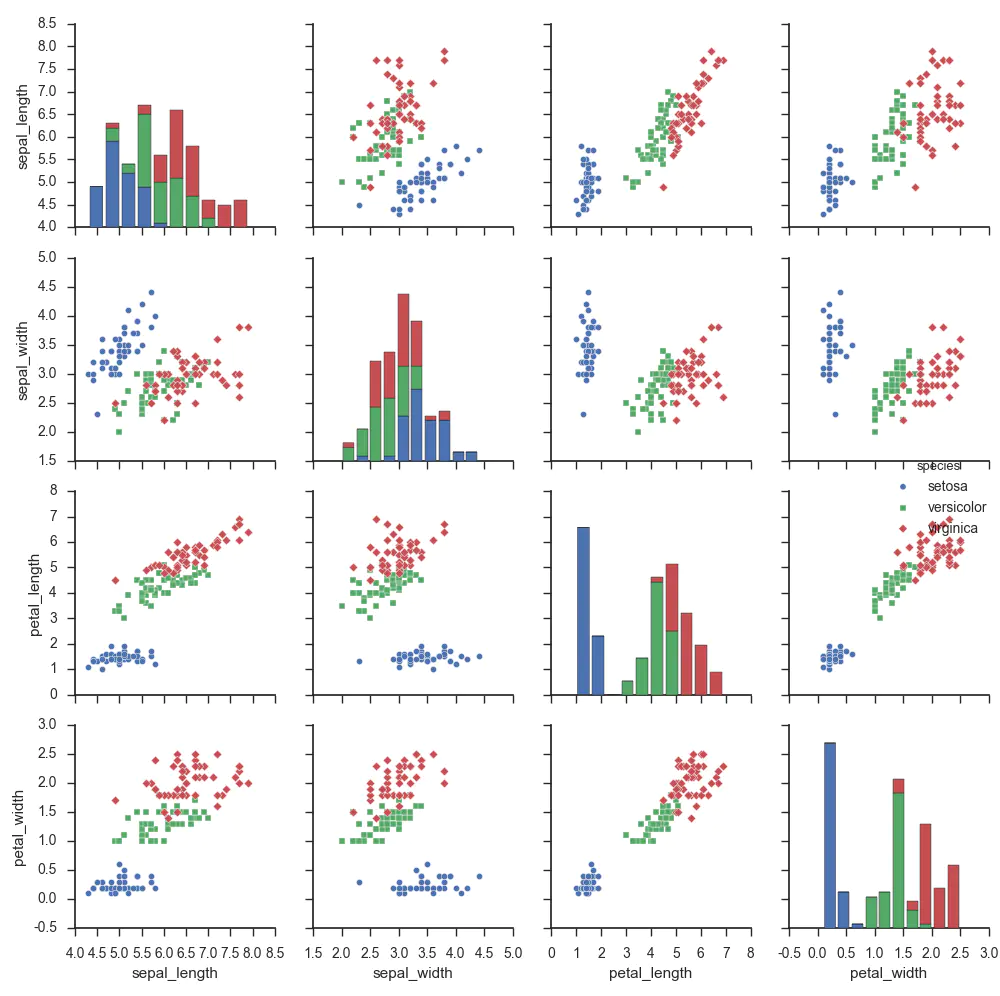 8.5
8.0
7.5
7.0
6.5
6.0
5.5
5.0
4.5
4.0
sepal_length
5.0
4.5
4.0
3.5
3.0
2.5
2.0
1.5
sepal_width
species
setosa
versicolor
virginica
8
7
6
5
4
3
2
1
0
petal_length
3.0
2.5
2.0
1.5
1.0
0.5
0.0
-0.5
petal_width
4.0 4.5 5.0 5.5 6.0 6.5 7.0 7.5 8.0 8.5
sepal_length
1.5 2.0 2.5 3.0 3.5 4.0 4.5 5.0
sepal_width
0 1 2 3 4 5 6 7 8
petal_length
-0.5 0.0 0.5 1.0 1.5 2.0 2.5 3.0
petal_width